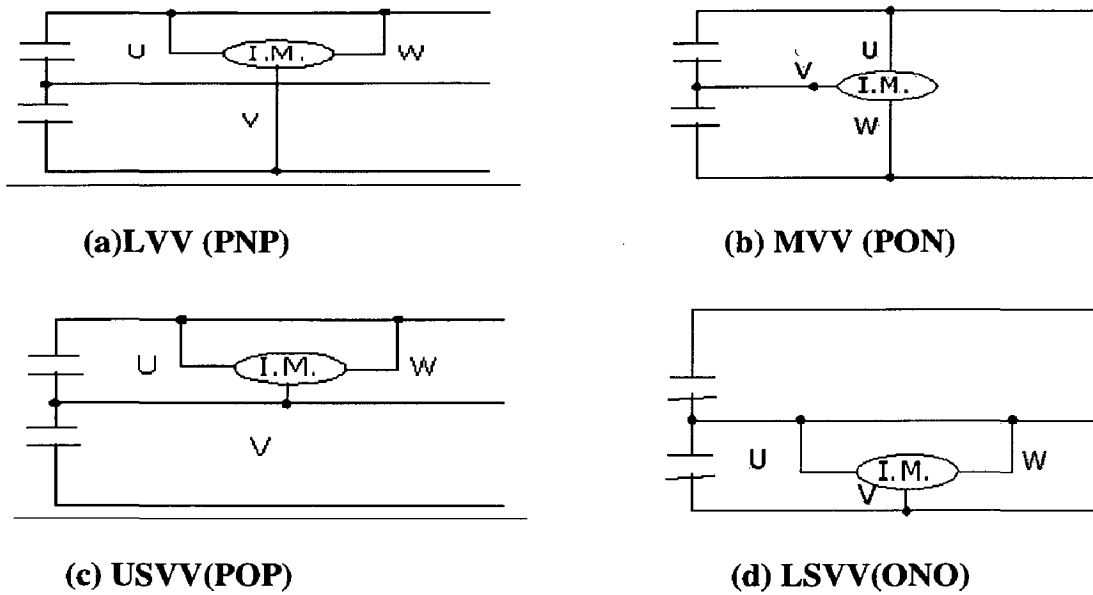 U I.M. W
V
(a)LVV (PNP)
U
V I.M.
W
(b) MVV (PON)
U I.M. W
V
(c) USVV(POP)
U I.M. W
V
(d) LSVV(ONO)